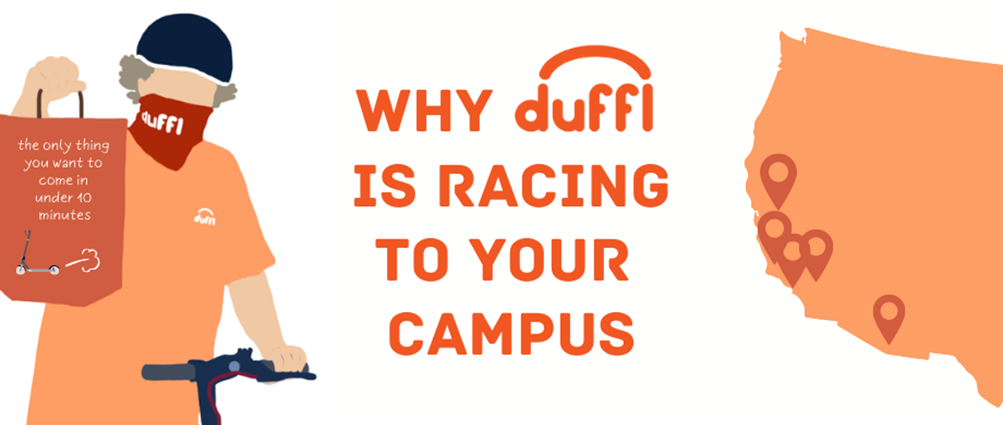 the only thing
you want to
come in
under 10
minutes
duffl
duffl
WHY duffl
IS RACING
TO YOUR
CAMPUS